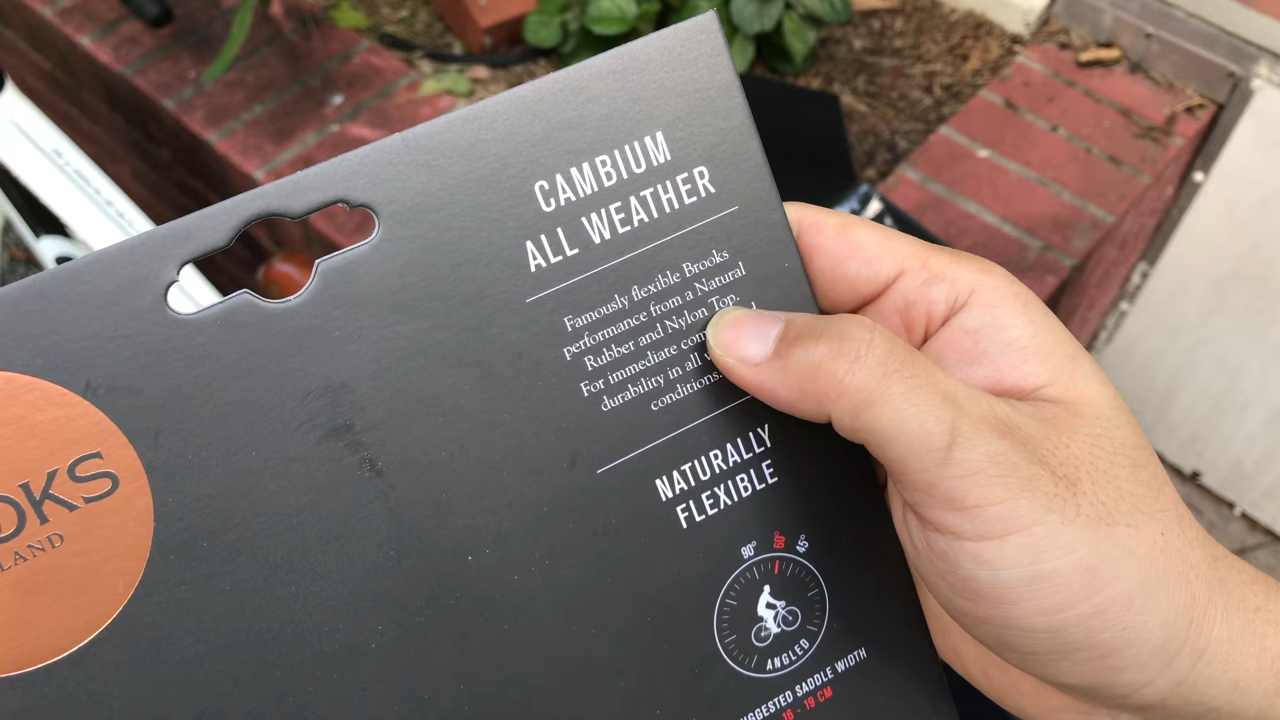 CAMBIUM
ALL WEATHER
Famously flexible Brooks
performance from a Natural
Rubber and Nylon Top.
For immediate
durability in all
conditions.
NATURALLY
FLEXIBLE
90° 60° 45°
ANGLED
GGESTED SADDLE WIDTH
16 - 19 CM
OKS
LAND